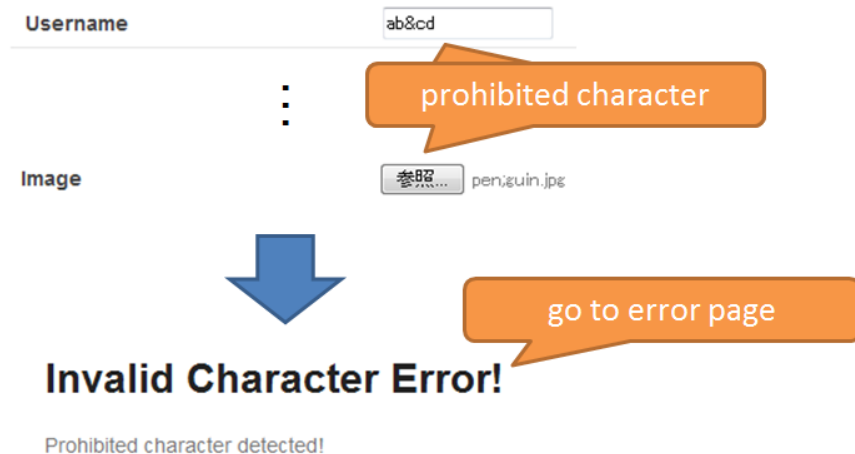 Username
ab&cd
prohibited character
Image
参照...
pen;guin.jpg
go to error page
Invalid Character Error!
Prohibited character detected!